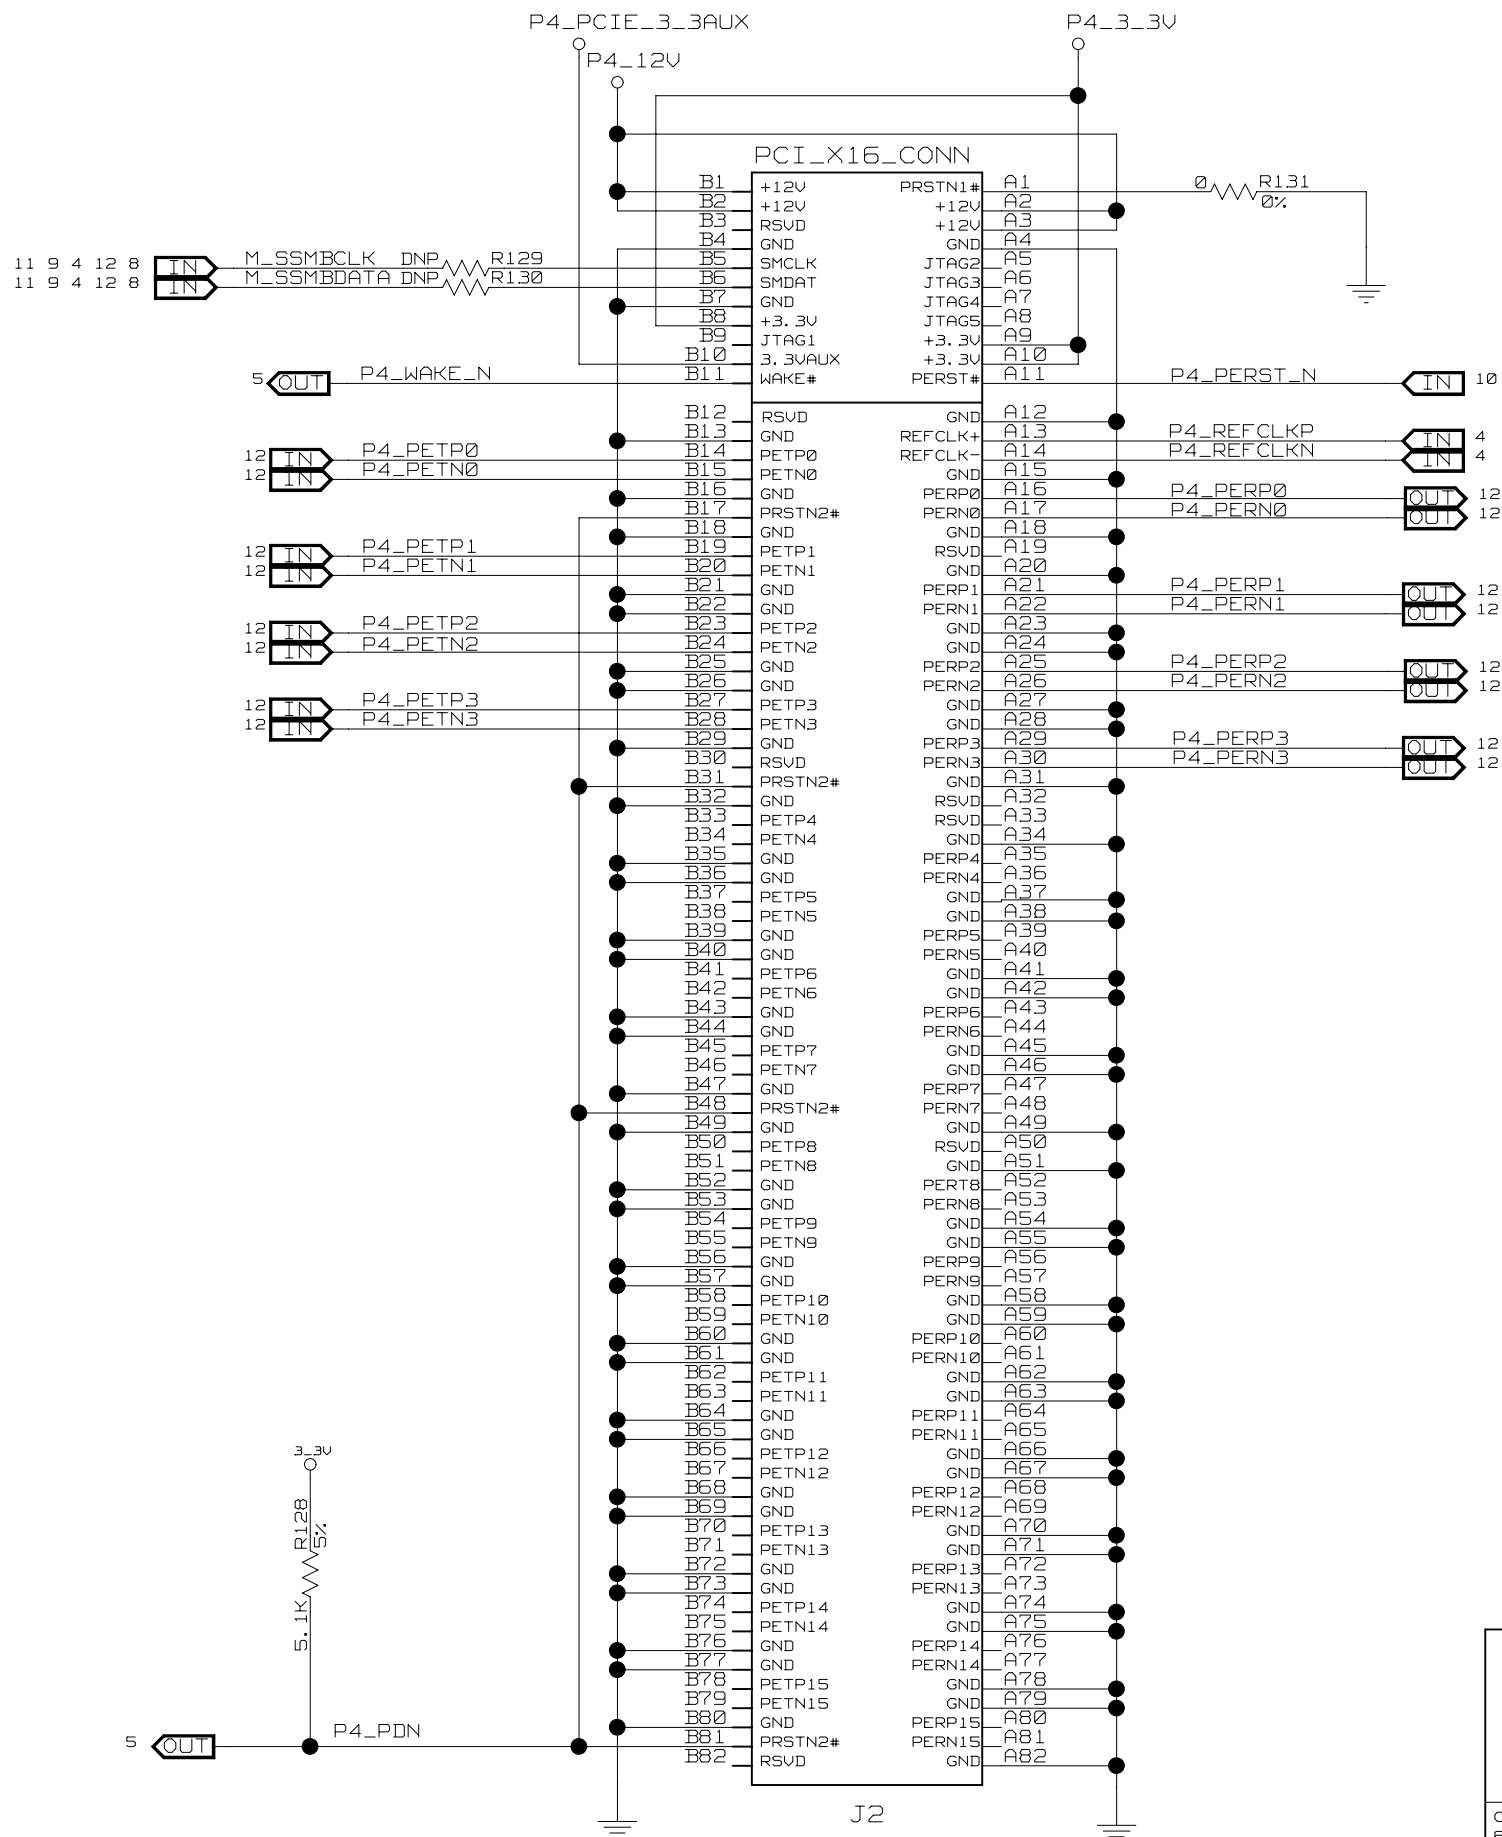 P4_PCIE_3_3AUX
P4_3_3V
P4_12V
PCI_X16_CONN
B1 +12V PRSTN1# A1 0 R131
B2 +12V +12V A2 0%
B3 RSVD +12V A3
B4 GND GND A4
11 9 4 12 8 IN M_SSMBCLK DNP R129 B5 SMCLK JTAG2 A5
11 9 4 12 8 IN M_SSMBDATA DNP R130 B6 SMDAT JTAG3 A6
B7 GND JTAG4 A7
B8 +3.3V JTAG5 A8
B9 JTAG1 +3.3V A9
B10 3.3VAUX +3.3V A10
5 OUT P4_WAKE_N B11 WAKE# PERST# A11 P4_PERST_N IN 10
B12 RSVD GND A12
B13 GND REFCLK+ A13 P4_REFCLKP IN 4
12 IN P4_PETP0 B14 PETP0 REFCLK- A14 P4_REFCLKN IN 4
12 IN P4_PETN0 B15 PETN0 GND A15
B16 GND PERP0 A16 P4_PERP0 OUT 12
B17 PRSTN2# PERN0 A17 P4_PERN0 OUT 12
B18 GND GND A18
12 IN P4_PETP1 B19 PETP1 RSVD A19
12 IN P4_PETN1 B20 PETN1 GND A20
B21 GND PERP1 A21 P4_PERP1 OUT 12
B22 GND PERN1 A22 P4_PERN1 OUT 12
12 IN P4_PETP2 B23 PETP2 GND A23
12 IN P4_PETN2 B24 PETN2 GND A24
B25 GND PERP2 A25 P4_PERP2 OUT 12
B26 GND PERN2 A26 P4_PERN2 OUT 12
12 IN P4_PETP3 B27 PETP3 GND A27
12 IN P4_PETN3 B28 PETN3 GND A28
B29 GND PERP3 A29 P4_PERP3 OUT 12
B30 RSVD PERN3 A30 P4_PERN3 OUT 12
B31 PRSTN2# GND A31
B32 GND RSVD A32
B33 PETP4 RSVD A33
B34 PETN4 GND A34
B35 GND PERP4 A35
B36 GND PERN4 A36
B37 PETP5 GND A37
B38 PETN5 GND A38
B39 GND PERP5 A39
B40 GND PERN5 A40
B41 PETP6 GND A41
B42 PETN6 GND A42
B43 GND PERP6 A43
B44 GND PERN6 A44
B45 PETP7 GND A45
B46 PETN7 GND A46
B47 GND PERP7 A47
B48 PRSTN2# PERN7 A48
B49 GND GND A49
B50 PETP8 RSVD A50
B51 PETN8 GND A51
B52 GND PERT8 A52
B53 GND PERN8 A53
B54 PETP9 GND A54
B55 PETN9 GND A55
B56 GND PERP9 A56
B57 GND PERN9 A57
B58 PETP10 GND A58
B59 PETN10 GND A59
B60 GND PERP10 A60
B61 GND PERN10 A61
B62 PETP11 GND A62
B63 PETN11 GND A63
B64 GND PERP11 A64
B65 GND PERN11 A65
3_3V B66 PETP12 GND A66
B67 PETN12 GND A67
B68 GND PERP12 A68
B69 GND PERN12 A69
R128 5% B70 PETP13 GND A70
B71 PETN13 GND A71
B72 GND PERP13 A72
B73 GND PERN13 A73
5.1K B74 PETP14 GND A74
B75 PETN14 GND A75
B76 GND PERP14 A76
B77 GND PERN14 A77
B78 PETP15 GND A78
B79 PETN15 GND A79
B80 GND PERP15 A80
5 OUT P4_PDN B81 PRSTN2# PERN15 A81
B82 RSVD GND A82
J2